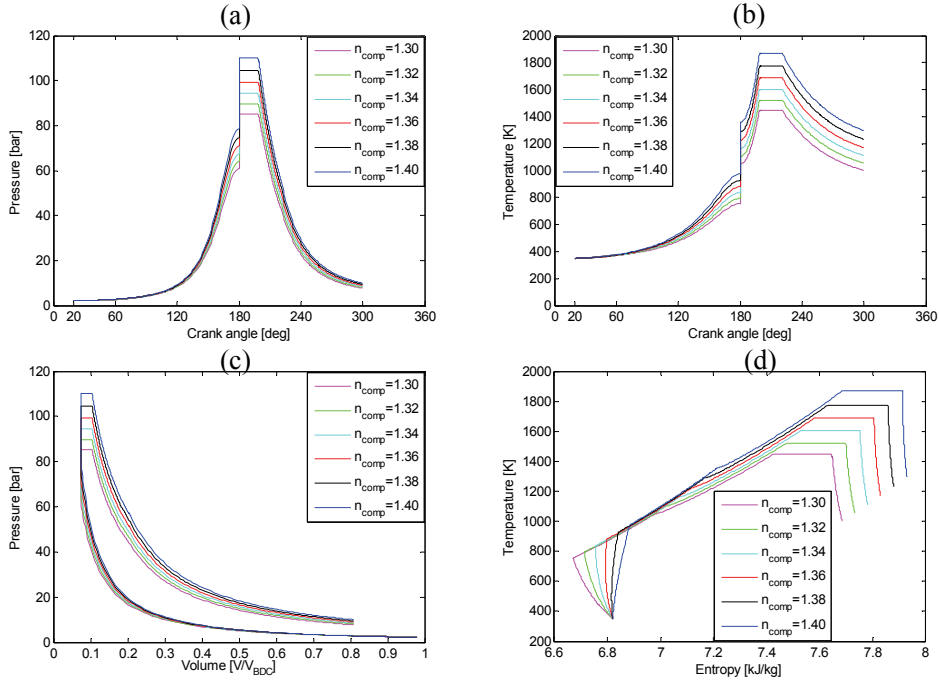 (a)
120
100
80
60
40
20
0
0 20 60 120 180 240 300 360
Pressure [bar]
Crank angle [deg]
n_comp=1.30
n_comp=1.32
n_comp=1.34
n_comp=1.36
n_comp=1.38
n_comp=1.40
(b)
2000
1800
1600
1400
1200
1000
800
600
400
200
0 20 60 120 180 240 300 360
Temperature [K]
Crank angle [deg]
n_comp=1.30
n_comp=1.32
n_comp=1.34
n_comp=1.36
n_comp=1.38
n_comp=1.40
(c)
120
100
80
60
40
20
0
0 0.1 0.2 0.3 0.4 0.5 0.6 0.7 0.8 0.9 1
Pressure [bar]
Volume [V/V_BDC]
n_comp=1.30
n_comp=1.32
n_comp=1.34
n_comp=1.36
n_comp=1.38
n_comp=1.40
(d)
2000
1800
1600
1400
1200
1000
800
600
400
200
6.6 6.8 7 7.2 7.4 7.6 7.8 8
Temperature [K]
Entropy [kJ/kg]
n_comp=1.30
n_comp=1.32
n_comp=1.34
n_comp=1.36
n_comp=1.38
n_comp=1.40